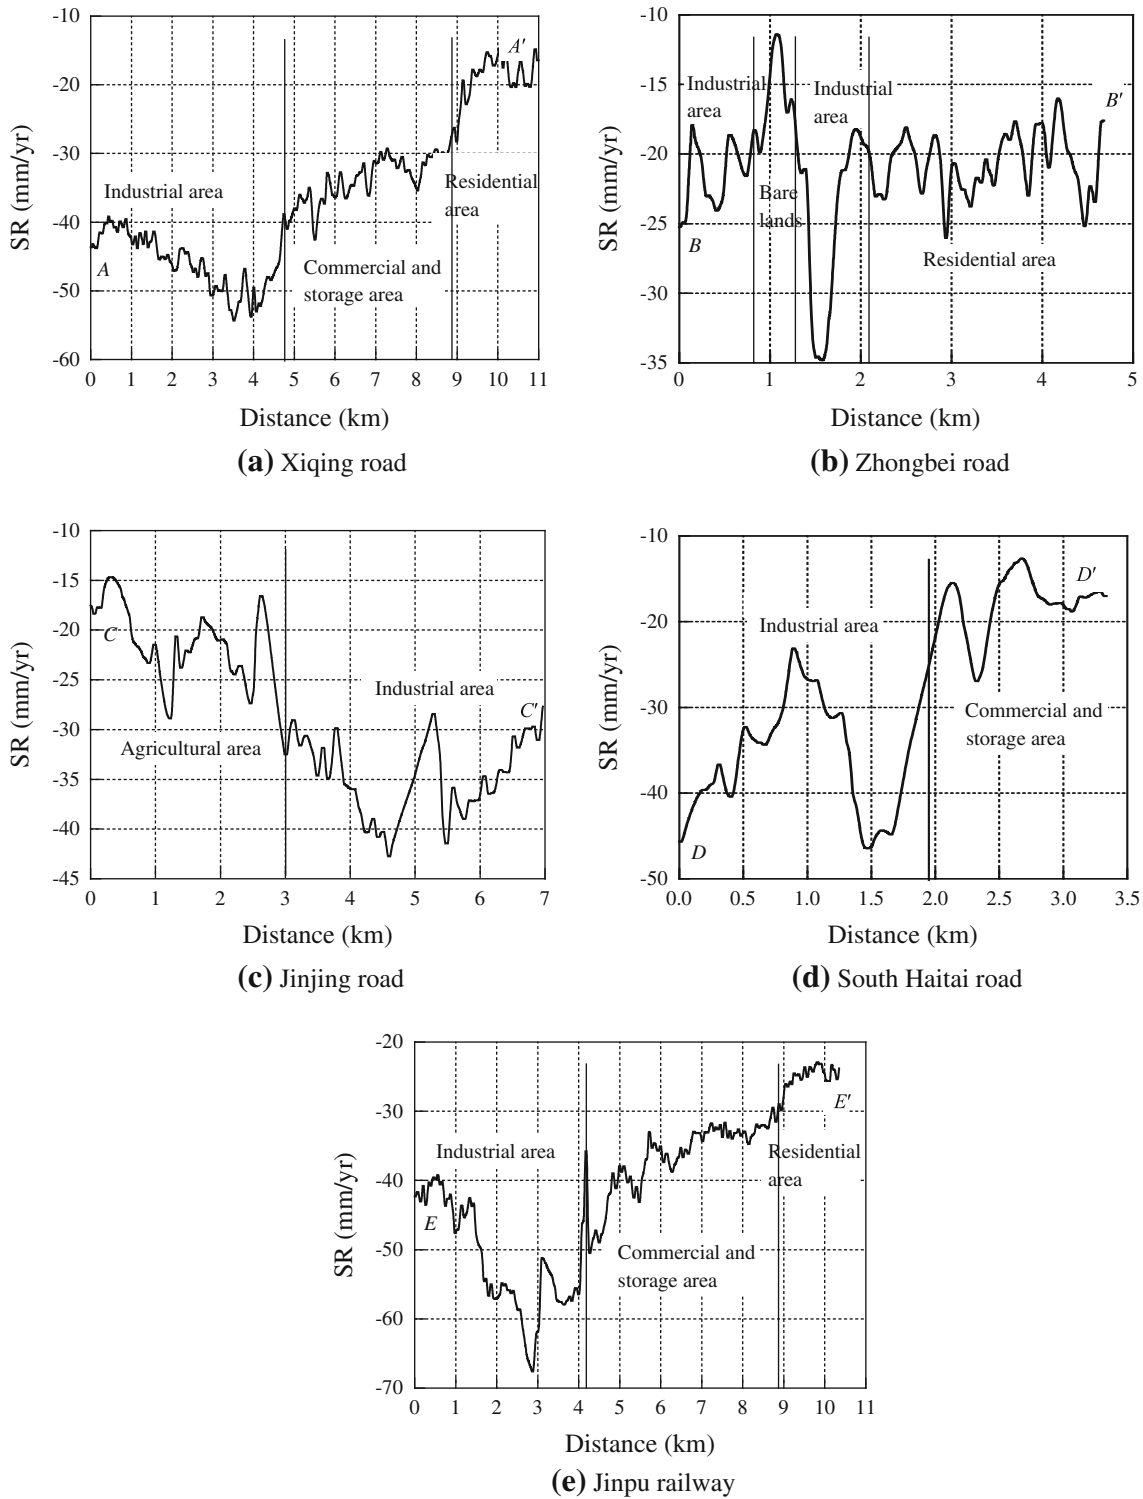 -10
-20
-30
-40
-50
-60
SR (mm/yr)
A
A′
Industrial area
Commercial and
storage area
Residential
area
0 1 2 3 4 5 6 7 8 9 10 11
Distance (km)
(a) Xiqing road
-10
-15
-20
-25
-30
-35
SR (mm/yr)
B
B′
Industrial
area
Bare
lands
Industrial
area
Residential area
0 1 2 3 4 5
Distance (km)
(b) Zhongbei road
-10
-15
-20
-25
-30
-35
-40
-45
SR (mm/yr)
C
C′
Agricultural area
Industrial area
0 1 2 3 4 5 6 7
Distance (km)
(c) Jinjing road
-10
-20
-30
-40
-50
SR (mm/yr)
D
D′
Industrial area
Commercial and
storage area
0.0 0.5 1.0 1.5 2.0 2.5 3.0 3.5
Distance (km)
(d) South Haitai road
-20
-30
-40
-50
-60
-70
SR (mm/yr)
E
E′
Industrial area
Commercial and
storage area
Residential
area
0 1 2 3 4 5 6 7 8 9 10 11
Distance (km)
(e) Jinpu railway